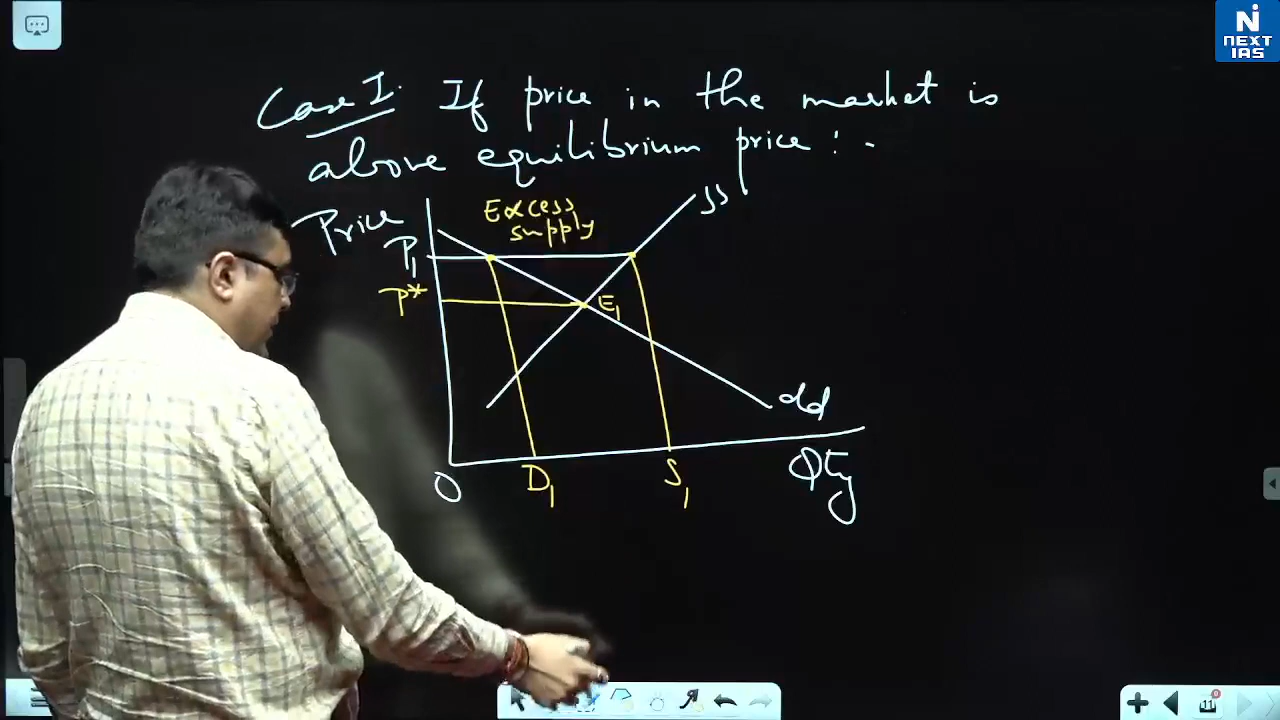 NEXT
IAS
Case I: If price in the market is
above equilibrium price :-
Price
Excess
supply
SS
P1
P*
E1
dd
O
D1
S1
Qty